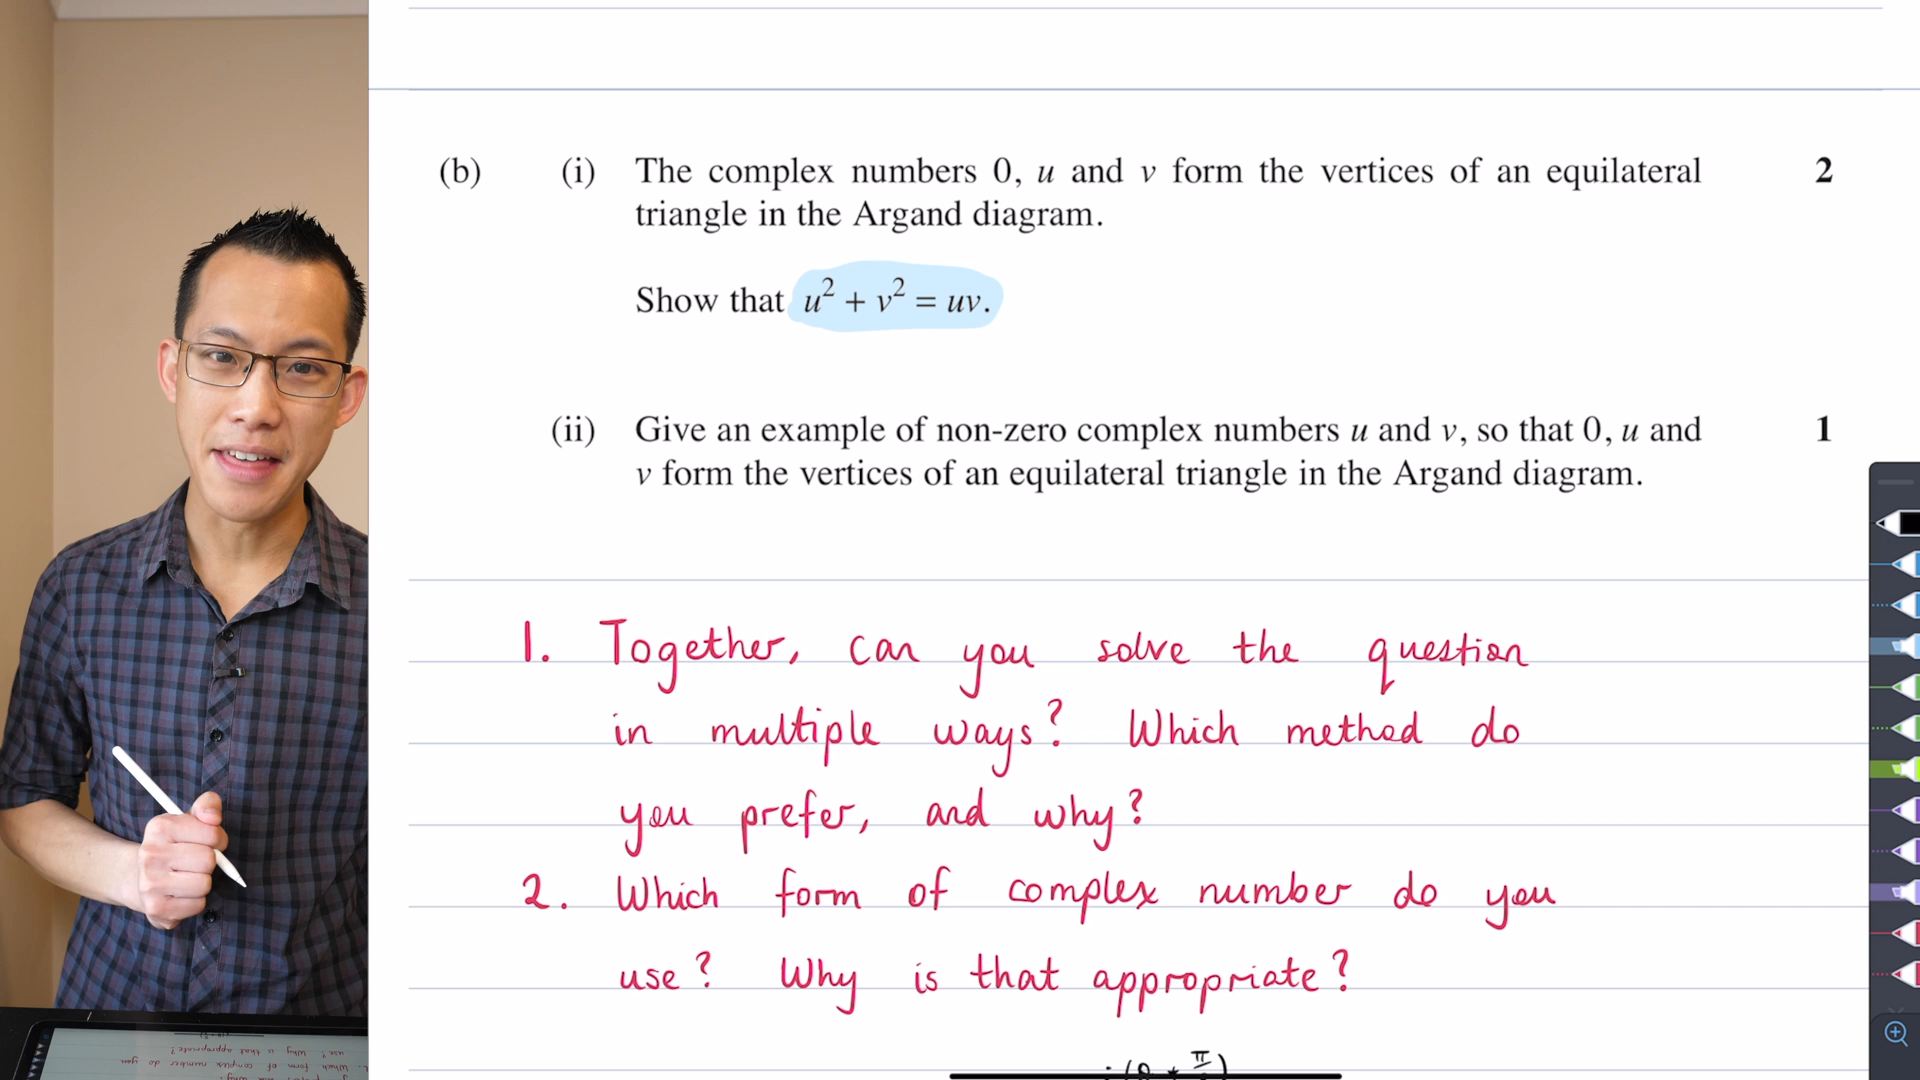 (b) (i) The complex numbers 0, u and v form the vertices of an equilateral 2
triangle in the Argand diagram.
Show that u² + v² = uv.
(ii) Give an example of non-zero complex numbers u and v, so that 0, u and 1
v form the vertices of an equilateral triangle in the Argand diagram.
1. Together, can you solve the question
in multiple ways? Which method do
you prefer, and why?
2. Which form of complex number do you
use? Why is that appropriate?